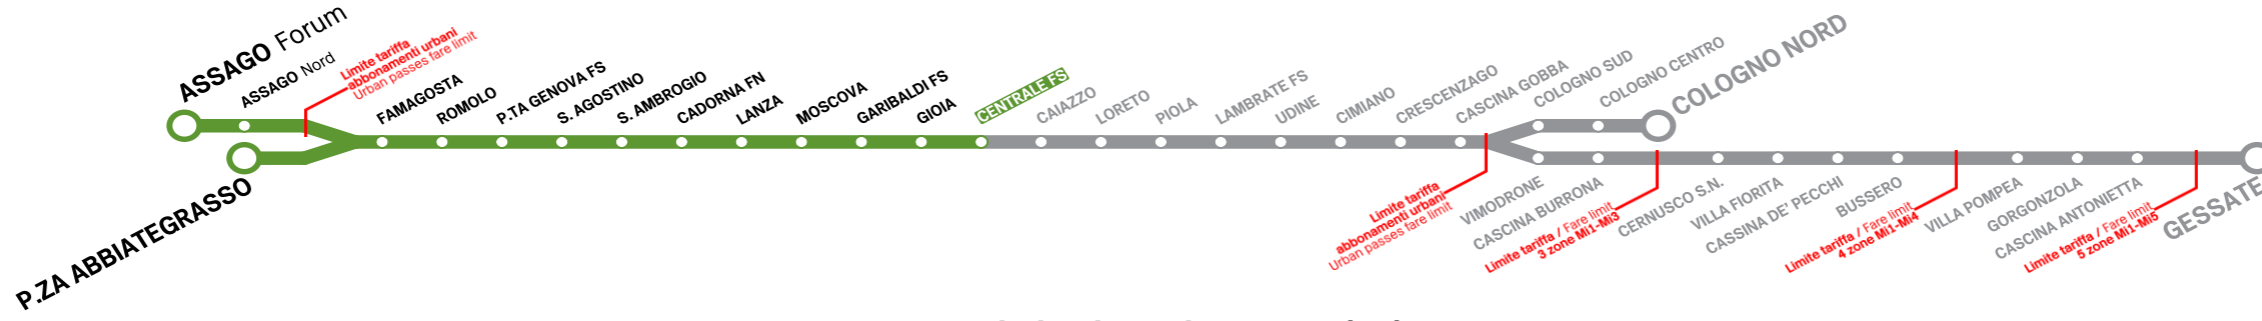 ASSAGO Forum
ASSAGO Nord
Limite tariffa
abbonamenti urbani
Urban passes fare limit
P.ZA ABBIATEGRASSO
FAMAGOSTA
ROMOLO
P.TA GENOVA FS
S. AGOSTINO
S. AMBROGIO
CADORNA FN
LANZA
MOSCOVA
GARIBALDI FS
GIOIA
CENTRALE FS
CAIAZZO
LORETO
PIOLA
LAMBRATE FS
UDINE
CIMIANO
CRESCENZAGO
CASCINA GOBBA
COLOGNO SUD
COLOGNO CENTRO
COLOGNO NORD
Limite tariffa
abbonamenti urbani
Urban passes fare limit
VIMODRONE
CASCINA BURRONA
Limite tariffa / Fare limit
3 zone Mi1-Mi3
CERNUSCO S.N.
VILLA FIORITA
CASSINA DE' PECCHI
BUSSERO
Limite tariffa / Fare limit
4 zone Mi1-Mi4
VILLA POMPEA
GORGONZOLA
CASCINA ANTONIETTA
Limite tariffa / Fare limit
5 zone Mi1-Mi5
GESSATE